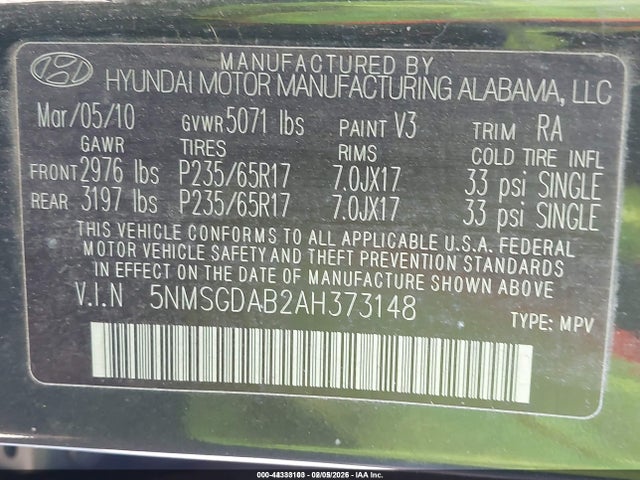 MANUFACTURED BY
HYUNDAI MOTOR MANUFACTURING ALABAMA, LLC
Mar/05/10 GVWR 5071 lbs PAINT V3 TRIM RA
GAWR TIRES RIMS COLD TIRE INFL
FRONT 2976 lbs P235/65R17 7.0JX17 33 psi SINGLE
REAR 3197 lbs P235/65R17 7.0JX17 33 psi SINGLE
THIS VEHICLE CONFORMS TO ALL APPLICABLE U.S.A. FEDERAL
MOTOR VEHICLE SAFETY AND THEFT PREVENTION STANDARDS
IN EFFECT ON THE DATE OF MANUFACTURE SHOWN ABOVE.
V.I.N 5NMSGDAB2AH373148
TYPE: MPV
02/05/2026 - IAA Inc.